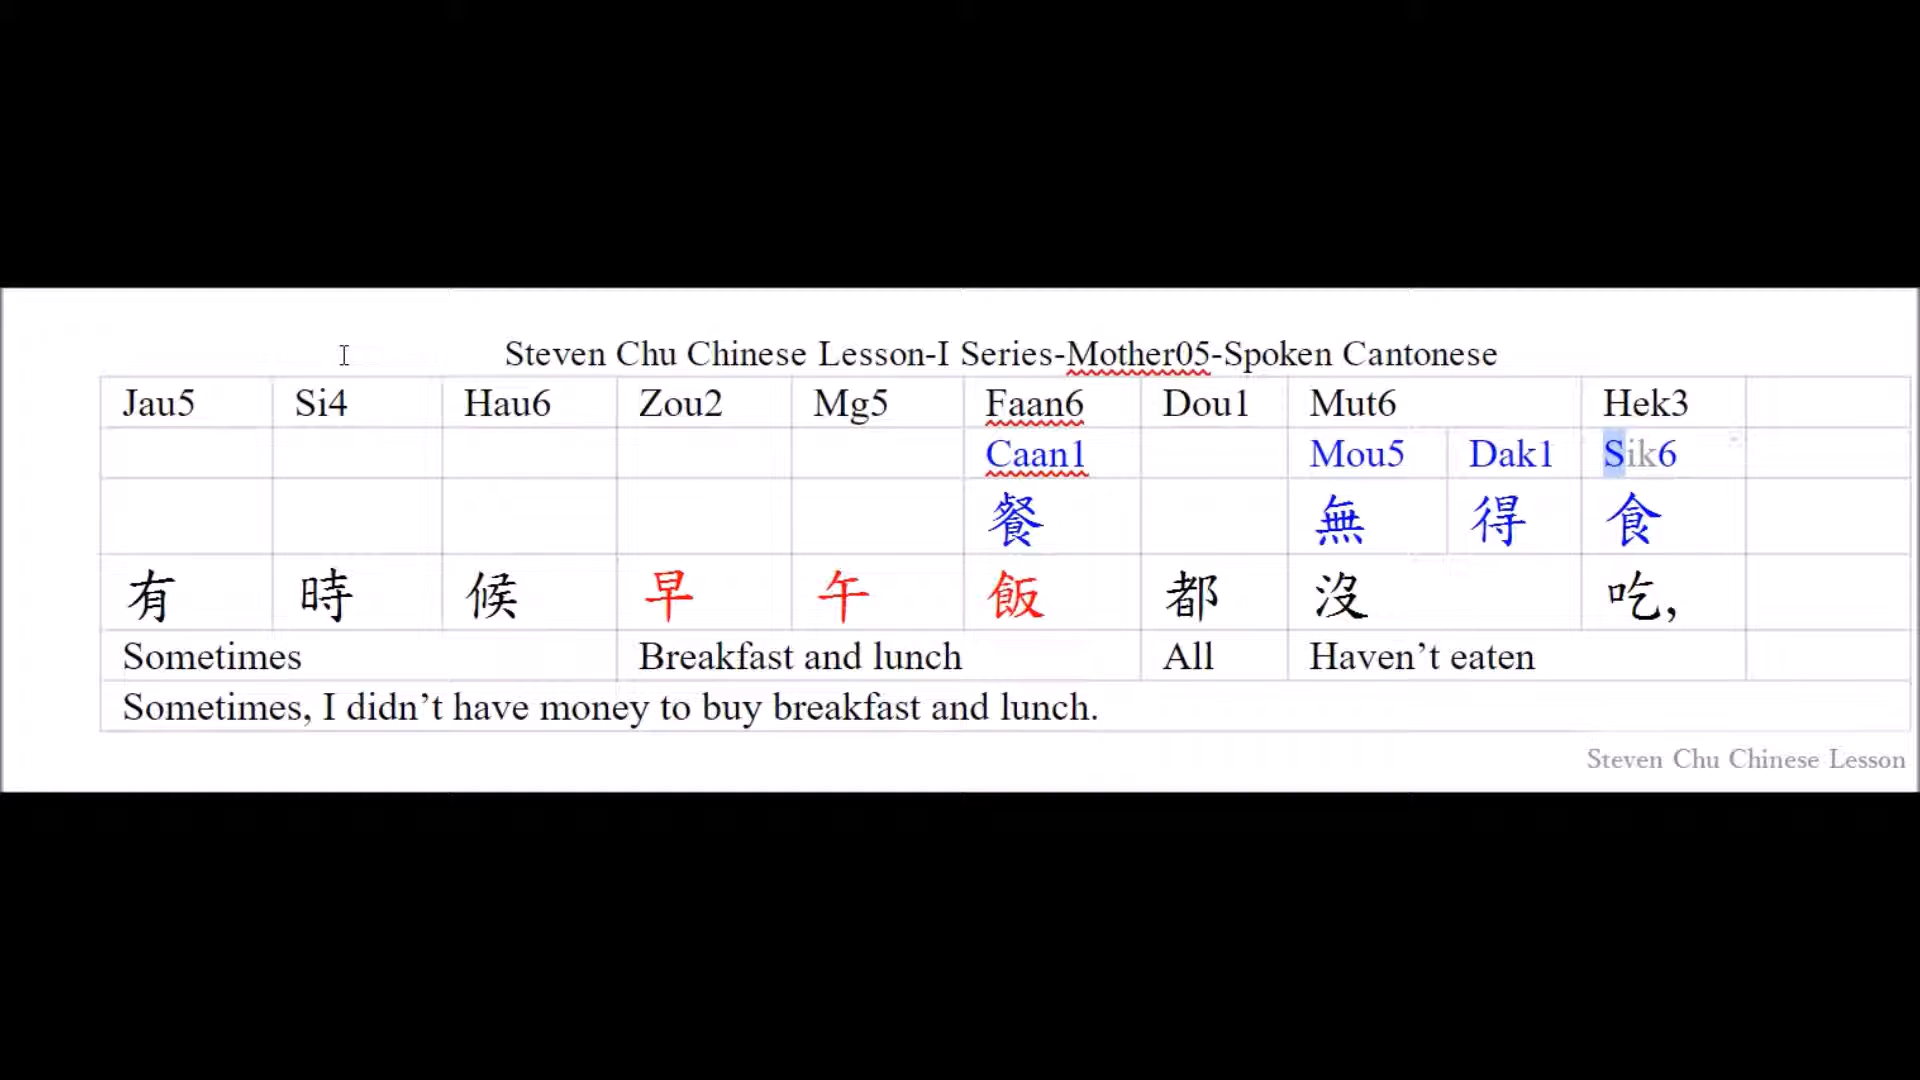 Steven Chu Chinese Lesson-I Series-Mother05-Spoken Cantonese
Jau5 Si4 Hau6 Zou2 Mg5 Faan6 Dou1 Mut6 Hek3
Caan1 Mou5 Dak1 Sik6
餐 無 得 食
有 時 候 早 午 飯 都 沒 吃,
Sometimes Breakfast and lunch All Haven’t eaten
Sometimes, I didn’t have money to buy breakfast and lunch.
Steven Chu Chinese Lesson